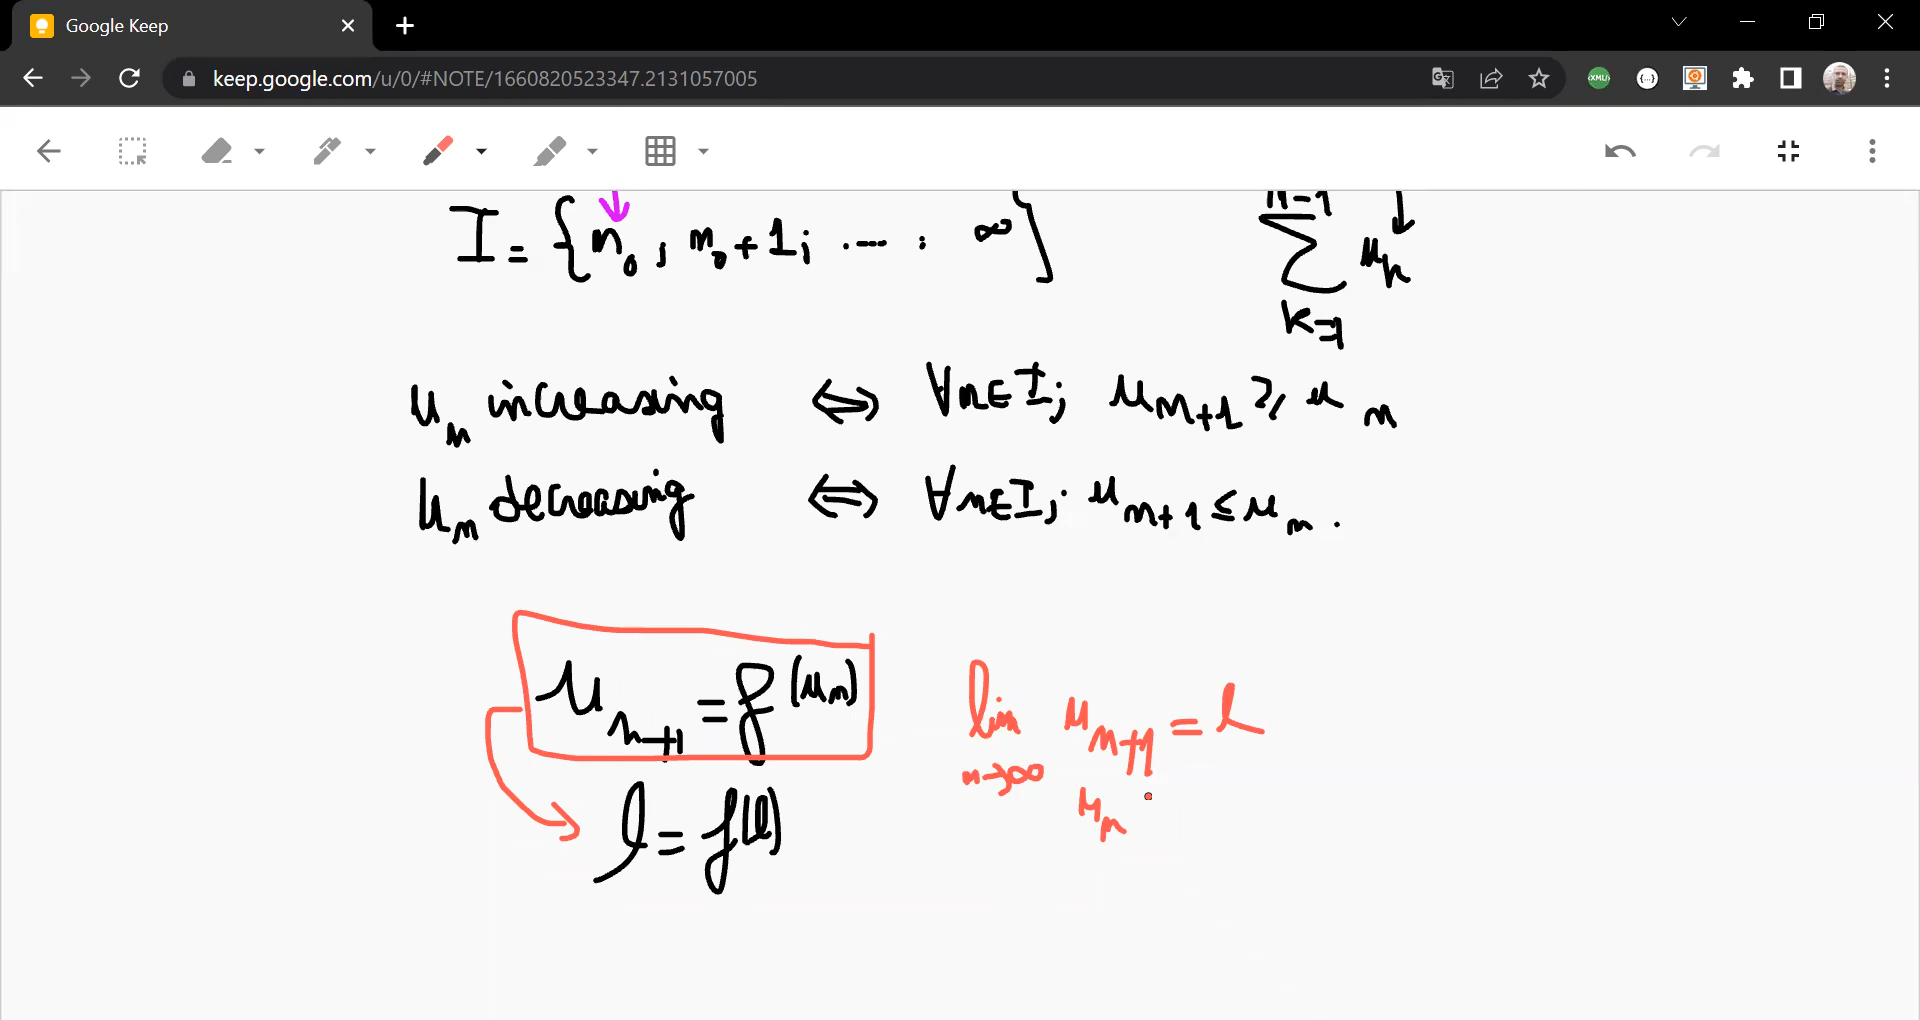 Google Keep
keep.google.com/u/0/#NOTE/1660820523347.2131057005
I = {n₀ ; n₀+1 ; .... ; ∞}
n-1
∑ uₖ
k=1
uₙ increasing ⇔ ∀n∈I; uₙ₊₁ ≥ uₙ
uₙ decreasing ⇔ ∀n∈I; uₙ₊₁ ≤ uₙ.
uₙ₊₁ = f(uₙ)
lim uₙ₊₁ = l
n→∞
uₙ
l = f(l)